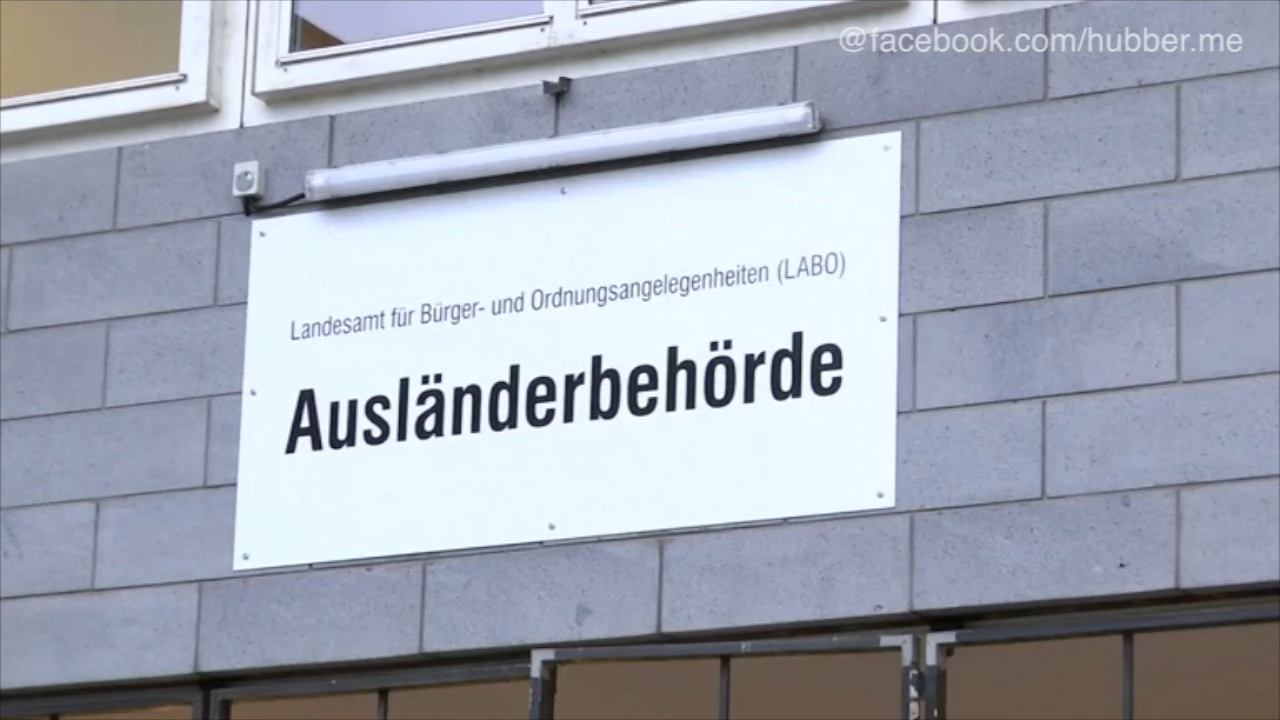 @facebook.com/hubber.me
Landesamt für Bürger- und Ordnungsangelegenheiten (LABO)
Ausländerbehörde